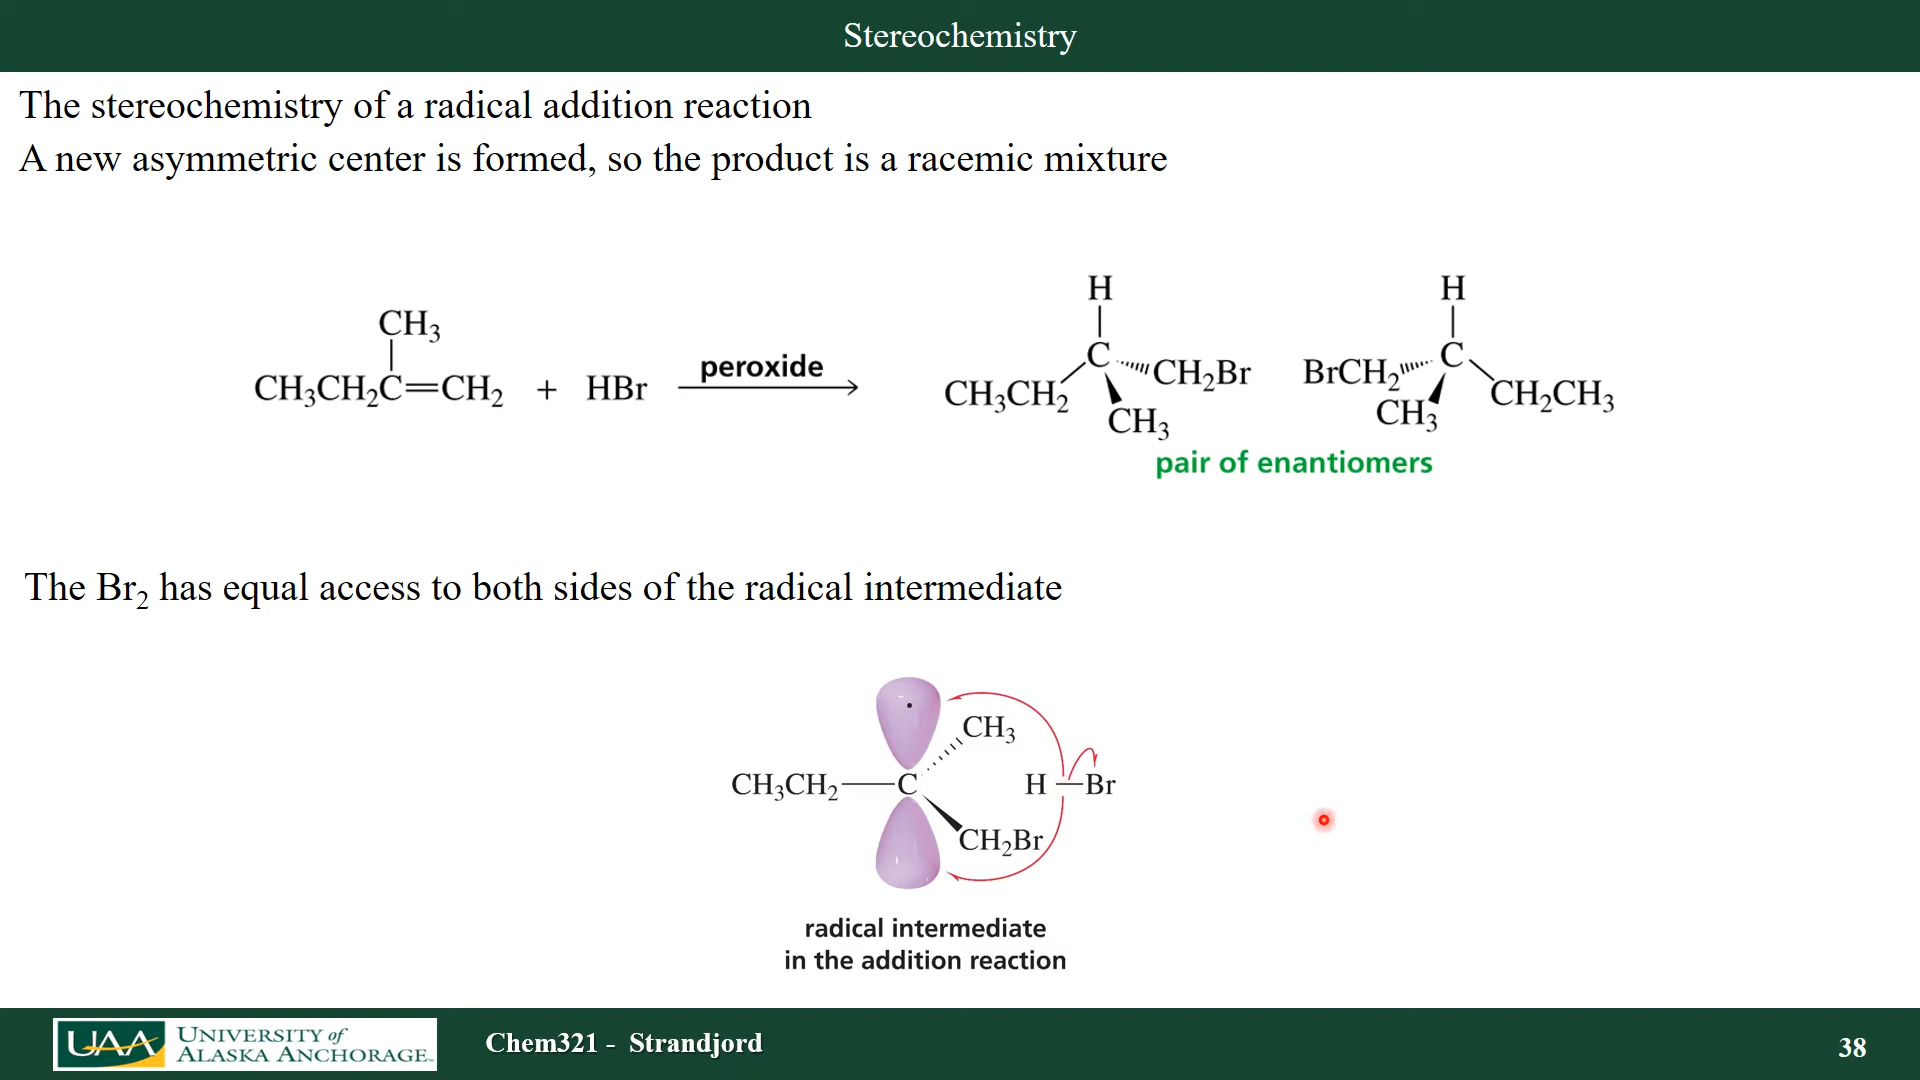 Stereochemistry
The stereochemistry of a radical addition reaction
A new asymmetric center is formed, so the product is a racemic mixture
CH₃
CH₃CH₂C=CH₂ + HBr
peroxide
H
C
CH₃CH₂
CH₂Br
CH₃
H
C
BrCH₂
CH₃
CH₂CH₃
pair of enantiomers
The Br₂ has equal access to both sides of the radical intermediate
CH₃
CH₃CH₂—C
H—Br
CH₂Br
radical intermediate
in the addition reaction
UAA
UNIVERSITY of
ALASKA ANCHORAGE™
Chem321 - Strandjord
38